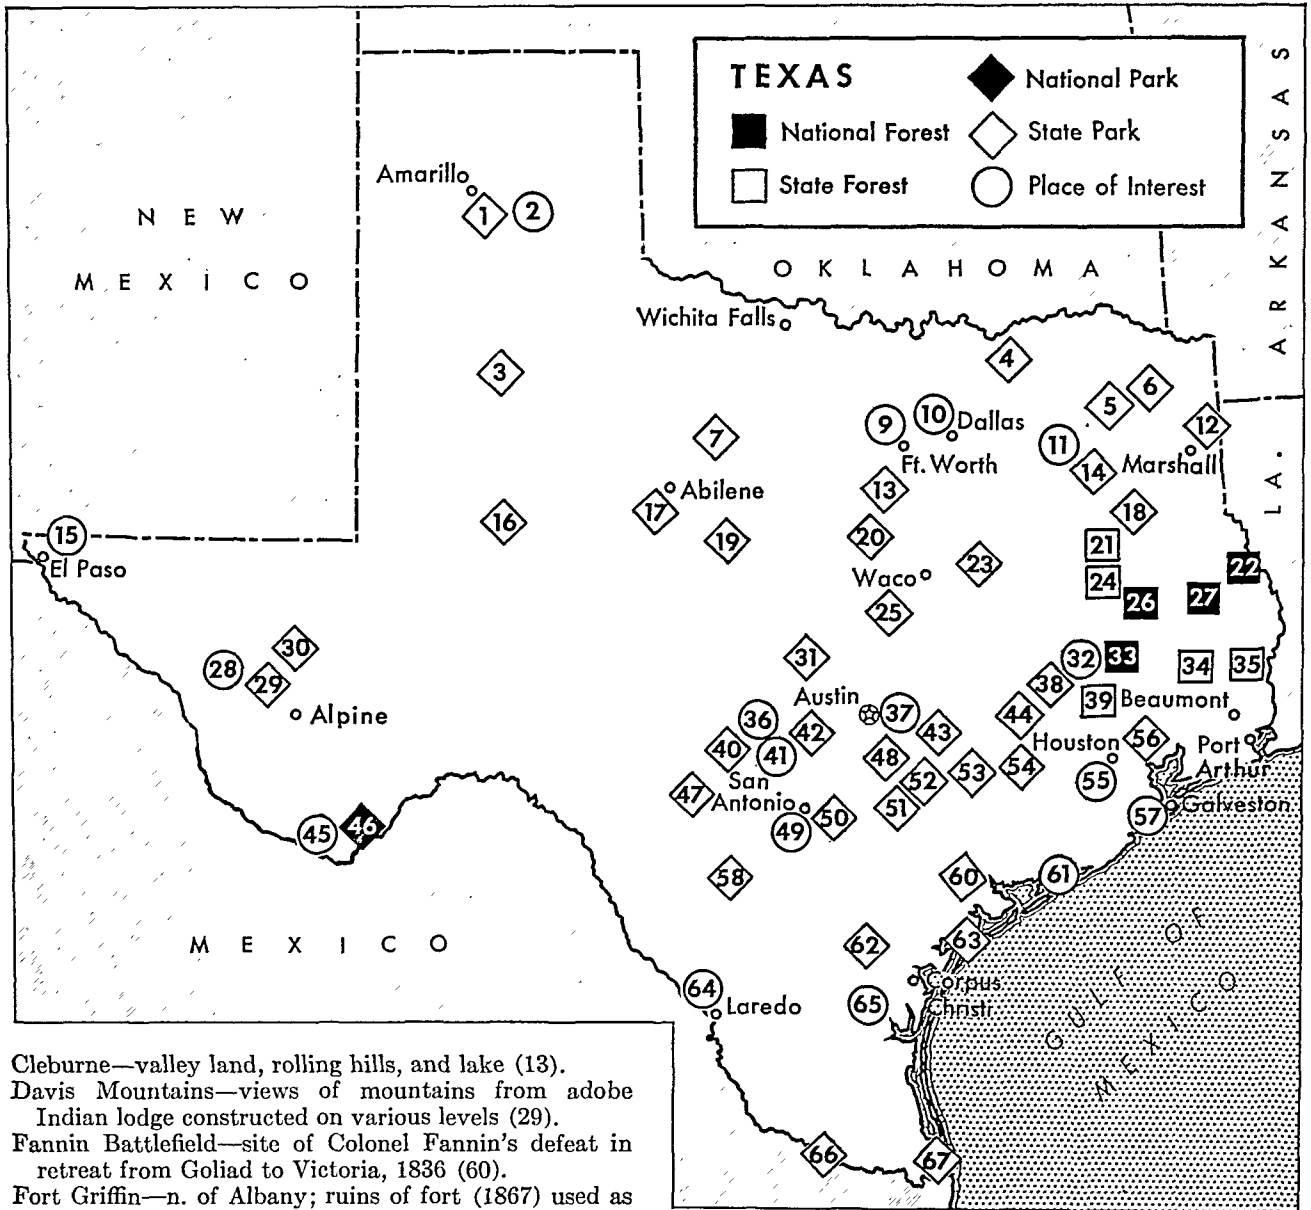 TEXAS
National Park
National Forest
State Park
State Forest
Place of Interest
ARKANSAS
NEW
MEXICO
OKLAHOMA
LA.
Amarillo
1
2
Wichita Falls
3
4
5
6
7
9
10
Dallas
11
12
Ft. Worth
Marshall
14
13
Abilene
17
16
18
19
20
15
El Paso
21
22
23
Waco
24
26
27
25
28
29
30
Alpine
31
32
33
34
35
38
39
Beaumont
Austin
37
36
42
43
44
40
41
Houston
56
Port
Arthur
San
Antonio
47
48
52
53
54
55
51
50
49
57
Galveston
45
46
58
60
61
MEXICO
62
63
Corpus
Christi
64
Laredo
65
GULF OF
MEXICO
66
67
Cleburne—valley land, rolling hills, and lake (13).
Davis Mountains—views of mountains from adobe
Indian lodge constructed on various levels (29).
Fannin Battlefield—site of Colonel Fannin's defeat in
retreat from Goliad to Victoria, 1836 (60).
Fort Griffin—n. of Albany; ruins of fort (1867) used as